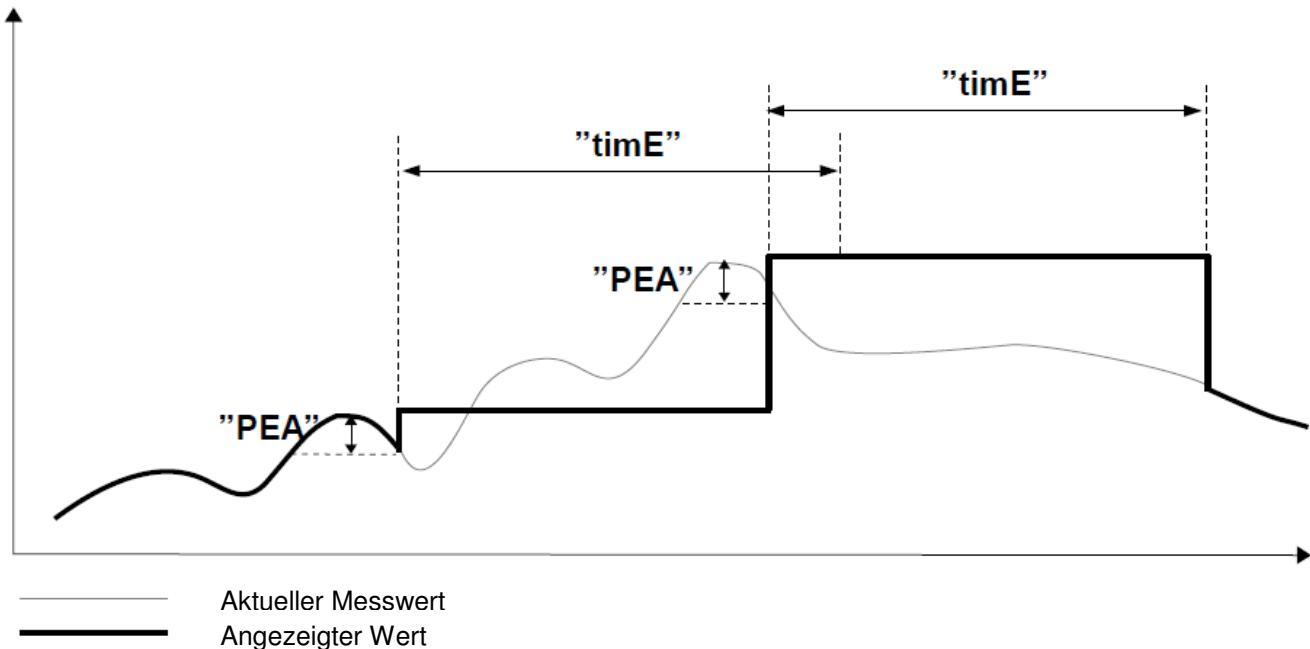 ”timE”
”timE”
”PEA”
”PEA”
Aktueller Messwert
Angezeigter Wert